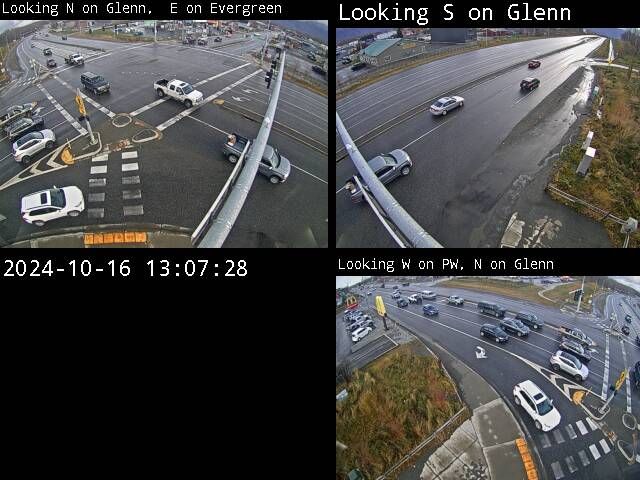 Looking N on Glenn,  E on Evergreen
Looking S on Glenn
2024-10-16 13:07:28
Looking W on PW, N on Glenn